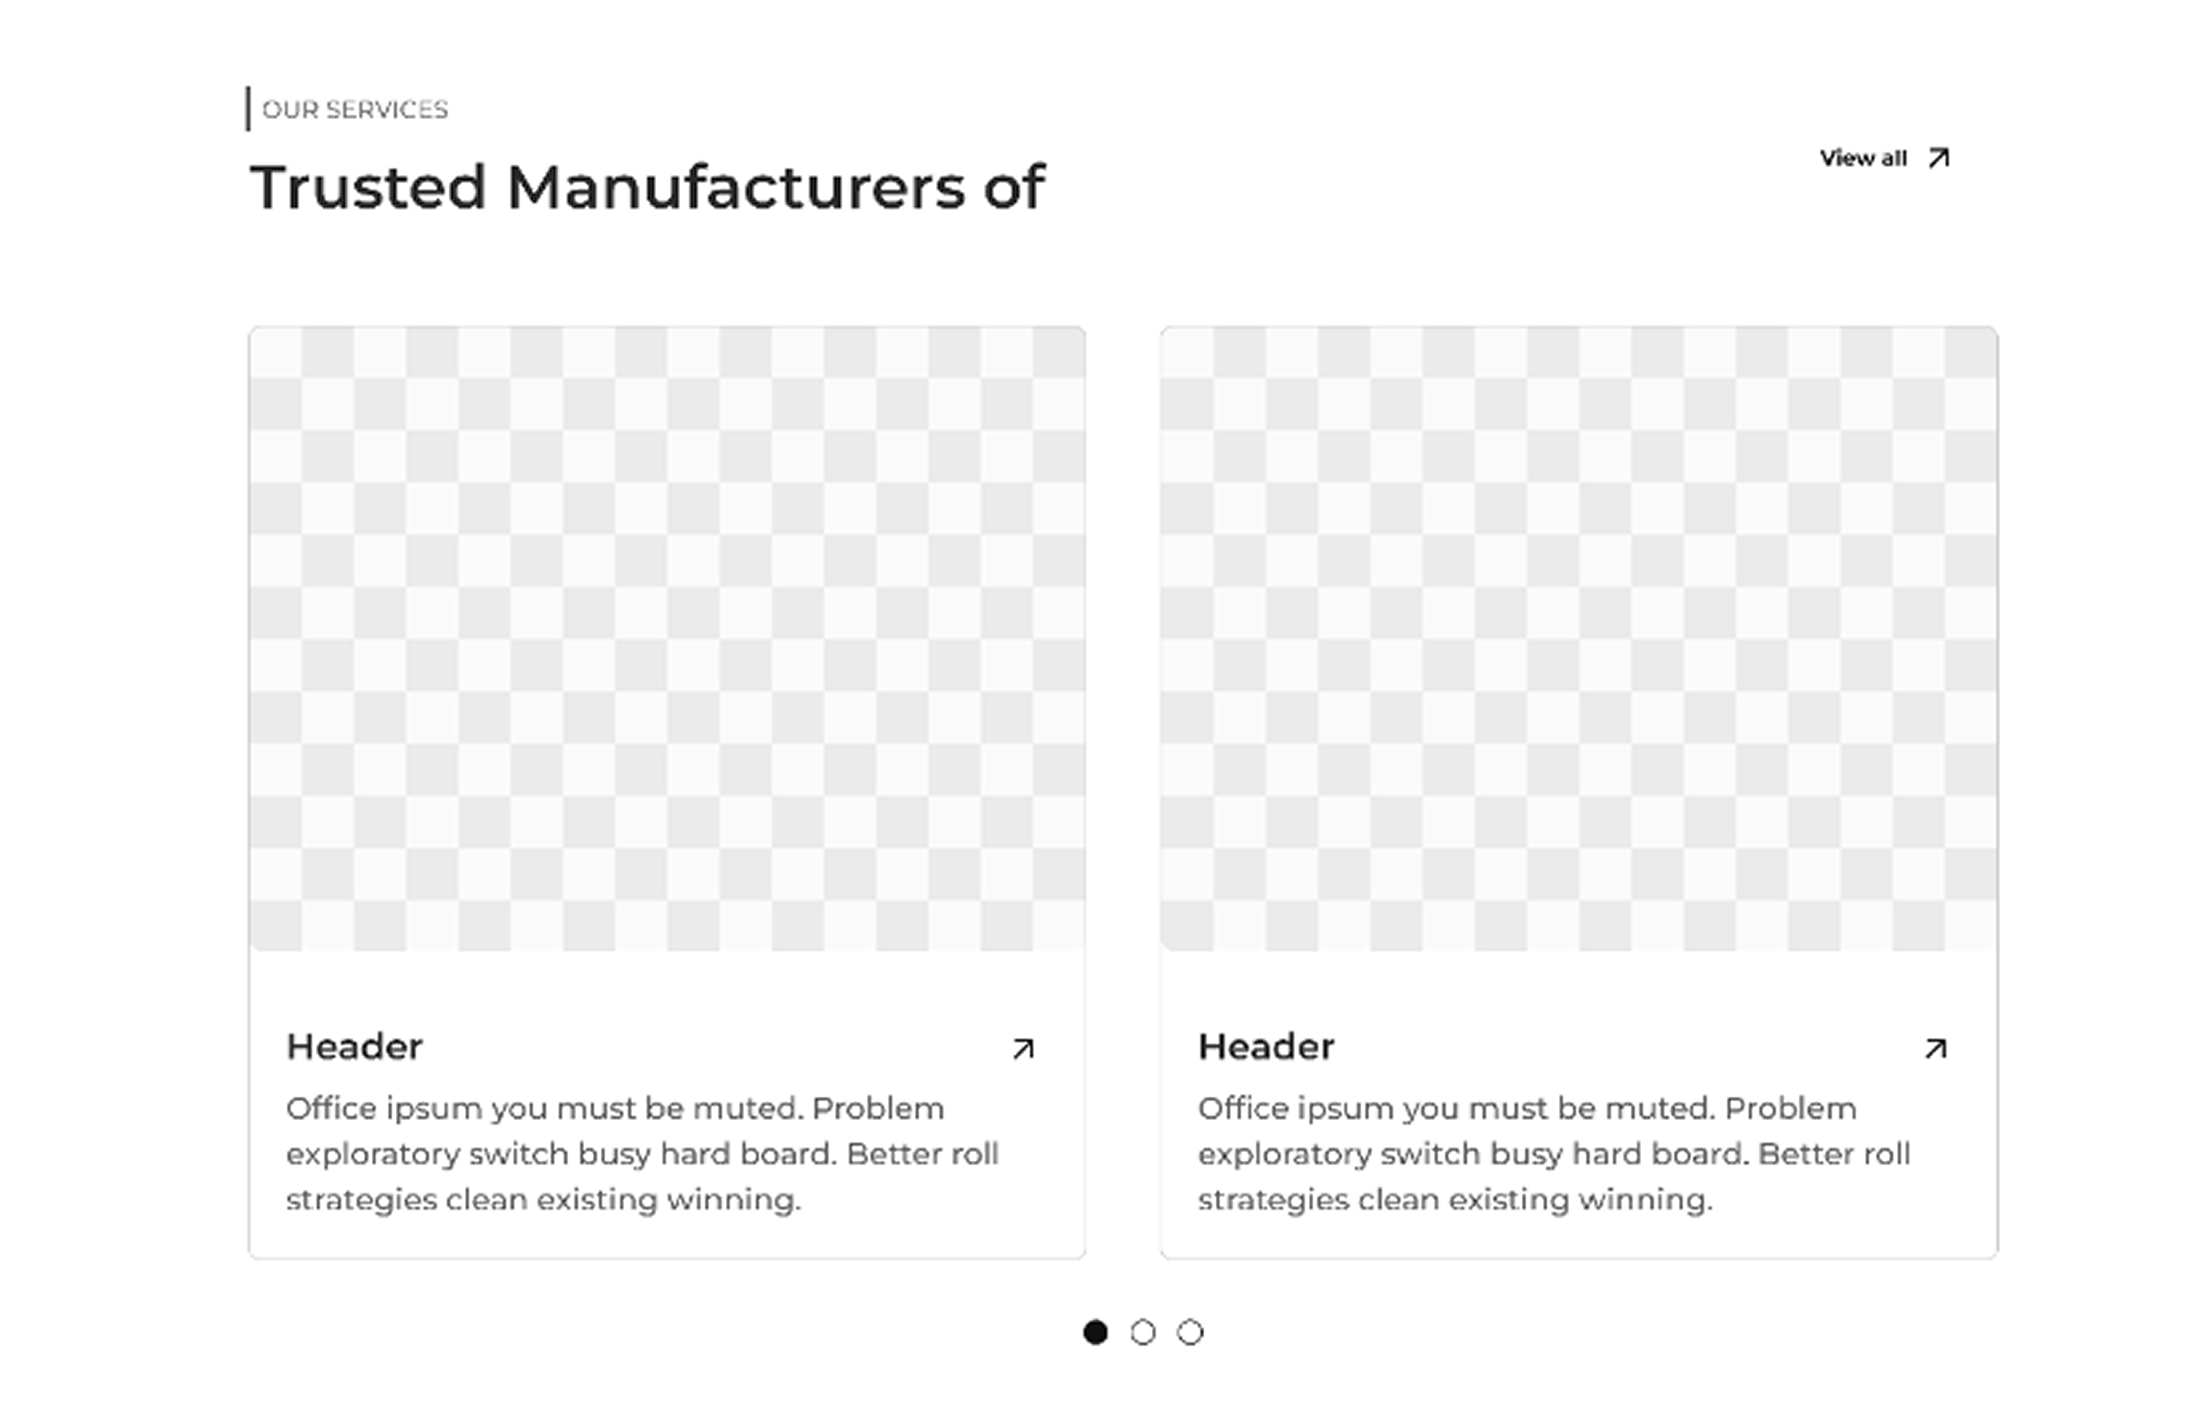 OUR SERVICES
Trusted Manufacturers of
View all
Header
Office ipsum you must be muted. Problem
exploratory switch busy hard board. Better roll
strategies clean existing winning.
Header
Office ipsum you must be muted. Problem
exploratory switch busy hard board. Better roll
strategies clean existing winning.